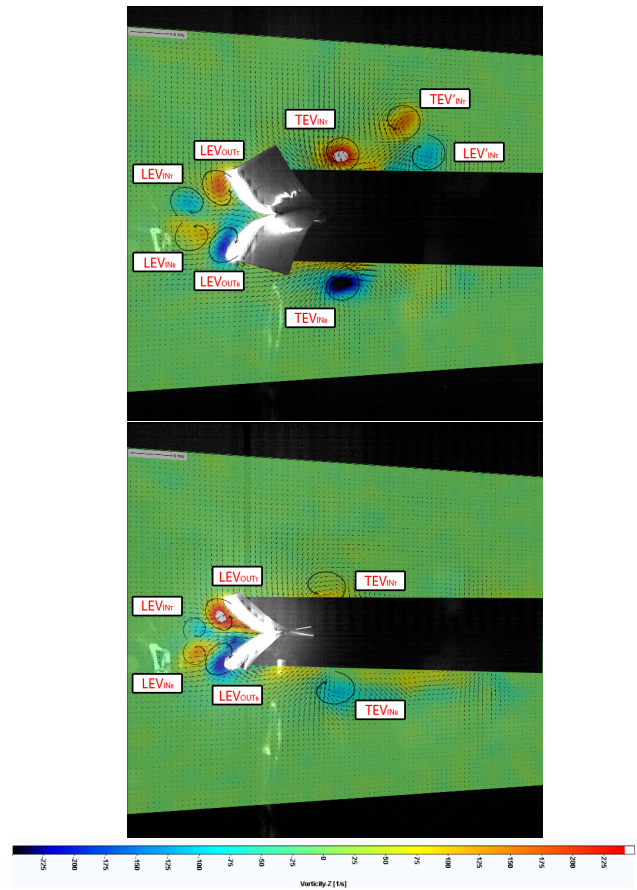 TEV'INT
TEVINT
LEVOUTT
LEV'INT
LEVINT
LEVINB
LEVOUTB
TEVINB
LEVOUTT
TEVINT
LEVINT
LEVINB
LEVOUTB
TEVINB
-225 -200 -175 -150 -125 -100 -75 -50 -25 0 25 50 75 100 125 150 175 200 225
Vorticity-Z [1/s]